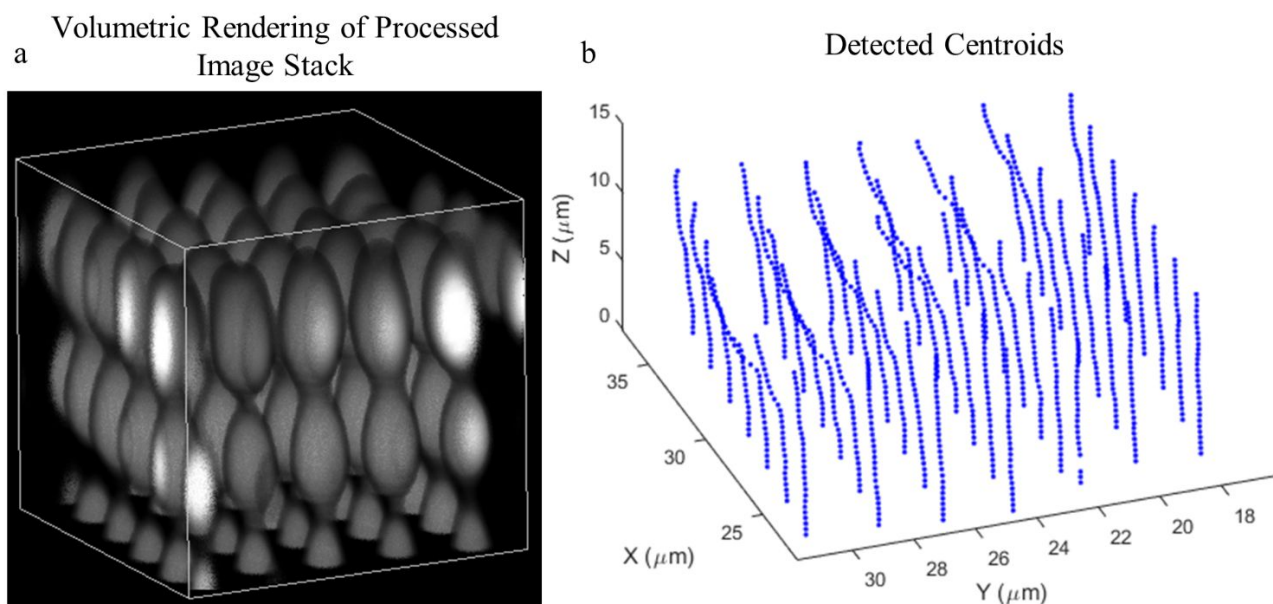 Volumetric Rendering of Processed
Image Stack
a
Detected Centroids
b
15
10
5
0
Z (μm)
35
30
25
X (μm)
30
28
26
24
22
20
18
Y (μm)